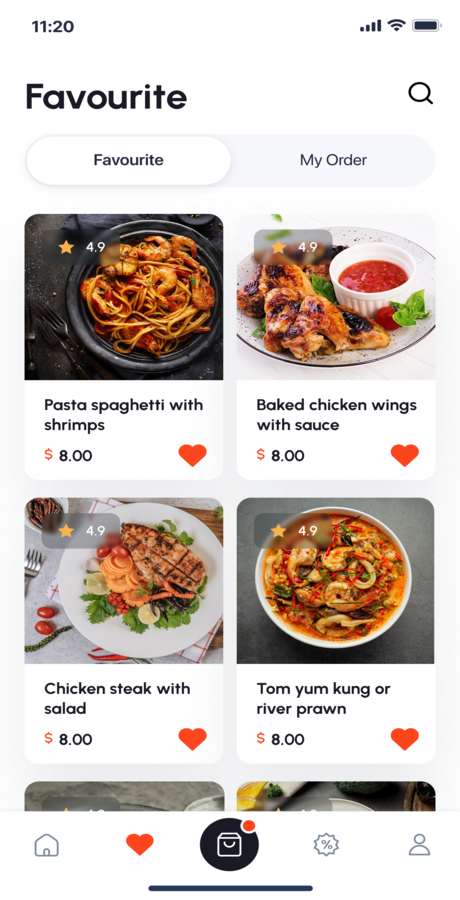 11:20
Favourite
Favourite
My Order
4.9
4.9
Pasta spaghetti with
shrimps
$ 8.00
Baked chicken wings
with sauce
$ 8.00
4.9
4.9
Chicken steak with
salad
$ 8.00
Tom yum kung or
river prawn
$ 8.00
%